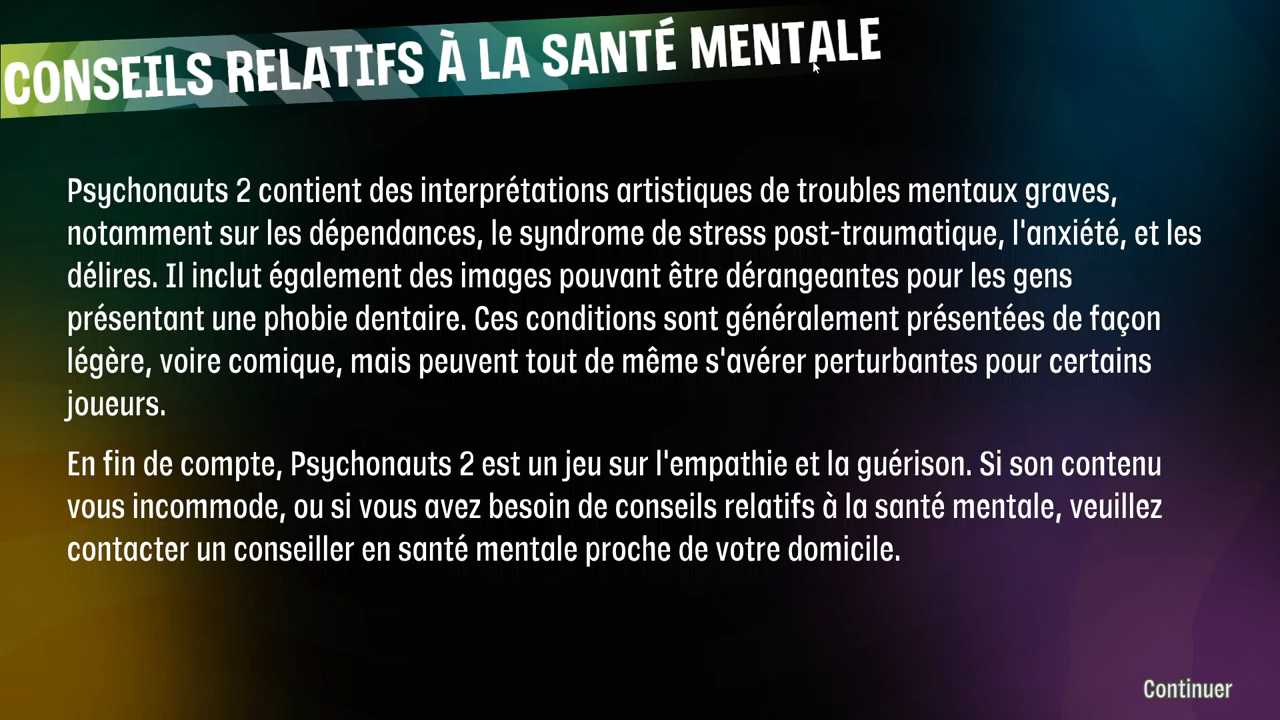 CONSEILS RELATIFS À LA SANTÉ MENTALE
Psychonauts 2 contient des interprétations artistiques de troubles mentaux graves,
notamment sur les dépendances, le syndrome de stress post-traumatique, l'anxiété, et les
délires. Il inclut également des images pouvant être dérangeantes pour les gens
présentant une phobie dentaire. Ces conditions sont généralement présentées de façon
légère, voire comique, mais peuvent tout de même s'avérer perturbantes pour certains
joueurs.
En fin de compte, Psychonauts 2 est un jeu sur l'empathie et la guérison. Si son contenu
vous incommode, ou si vous avez besoin de conseils relatifs à la santé mentale, veuillez
contacter un conseiller en santé mentale proche de votre domicile.
Continuer